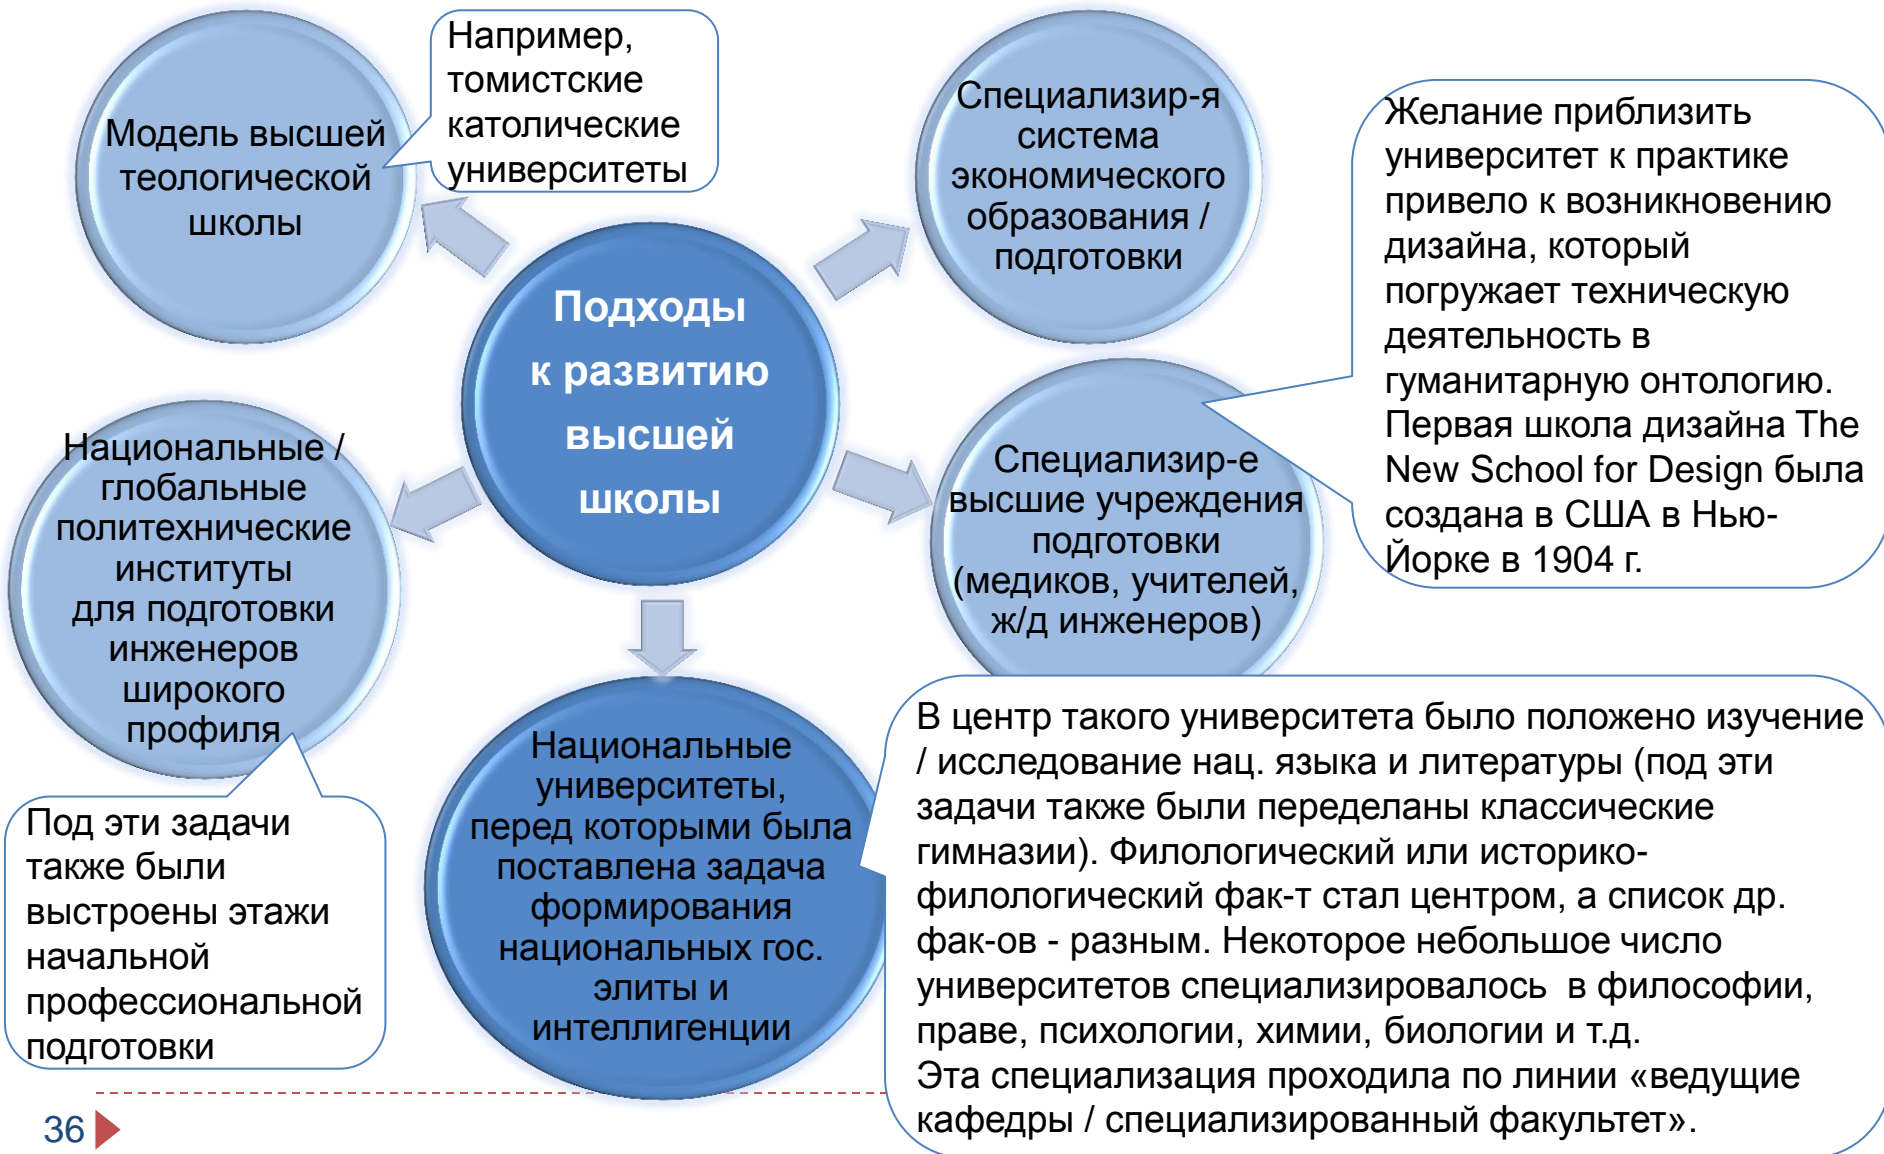 Модель высшей
теологической
школы
Например,
томистские
католические
университеты
Специализир-я
система
экономического
образования /
подготовки
Желание приблизить
университет к практике
привело к возникновению
дизайна, который
погружает техническую
деятельность в
гуманитарную онтологию.
Первая школа дизайна The
New School for Design была
создана в США в Нью-
Йорке в 1904 г.
Подходы
к развитию
высшей
школы
Национальные /
глобальные
политехнические
институты
для подготовки
инженеров
широкого
профиля
Специализир-е
высшие учреждения
подготовки
(медиков, учителей,
ж/д инженеров)
Под эти задачи
также были
выстроены этажи
начальной
профессиональной
подготовки
Национальные
университеты,
перед которыми была
поставлена задача
формирования
национальных гос.
элиты и
интеллигенции
В центр такого университета было положено изучение
/ исследование нац. языка и литературы (под эти
задачи также были переделаны классические
гимназии). Филологический или историко-
филологический фак-т стал центром, а список др.
фак-ов - разным. Некоторое небольшое число
университетов специализировалось в философии,
праве, психологии, химии, биологии и т.д.
Эта специализация проходила по линии «ведущие
кафедры / специализированный факультет».
36